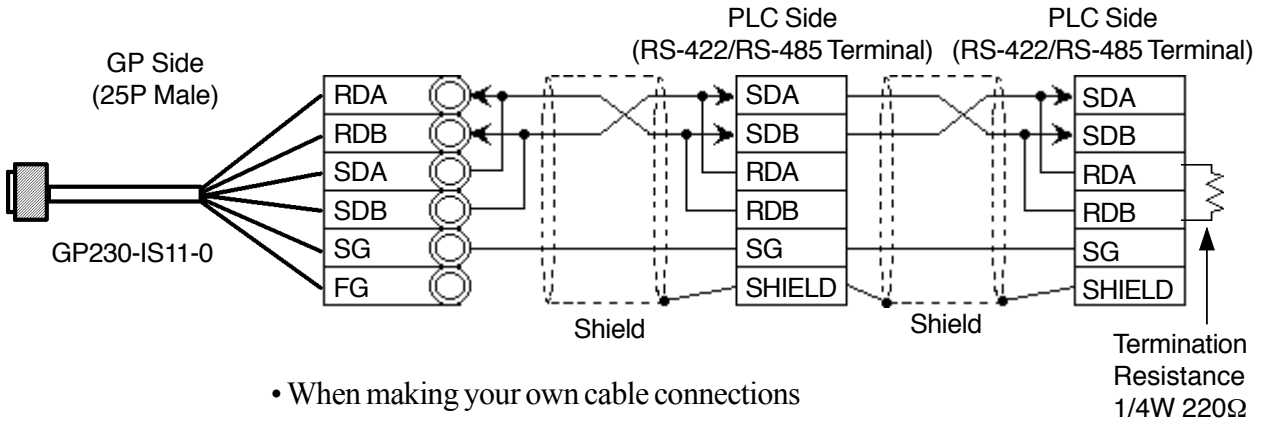 GP Side
(25P Male)
GP230-IS11-0
RDA
RDB
SDA
SDB
SG
FG
Shield
PLC Side
(RS-422/RS-485 Terminal)
SDA
SDB
RDA
RDB
SG
SHIELD
Shield
PLC Side
(RS-422/RS-485 Terminal)
SDA
SDB
RDA
RDB
SG
SHIELD
Termination
Resistance
1/4W 220Ω
• When making your own cable connections